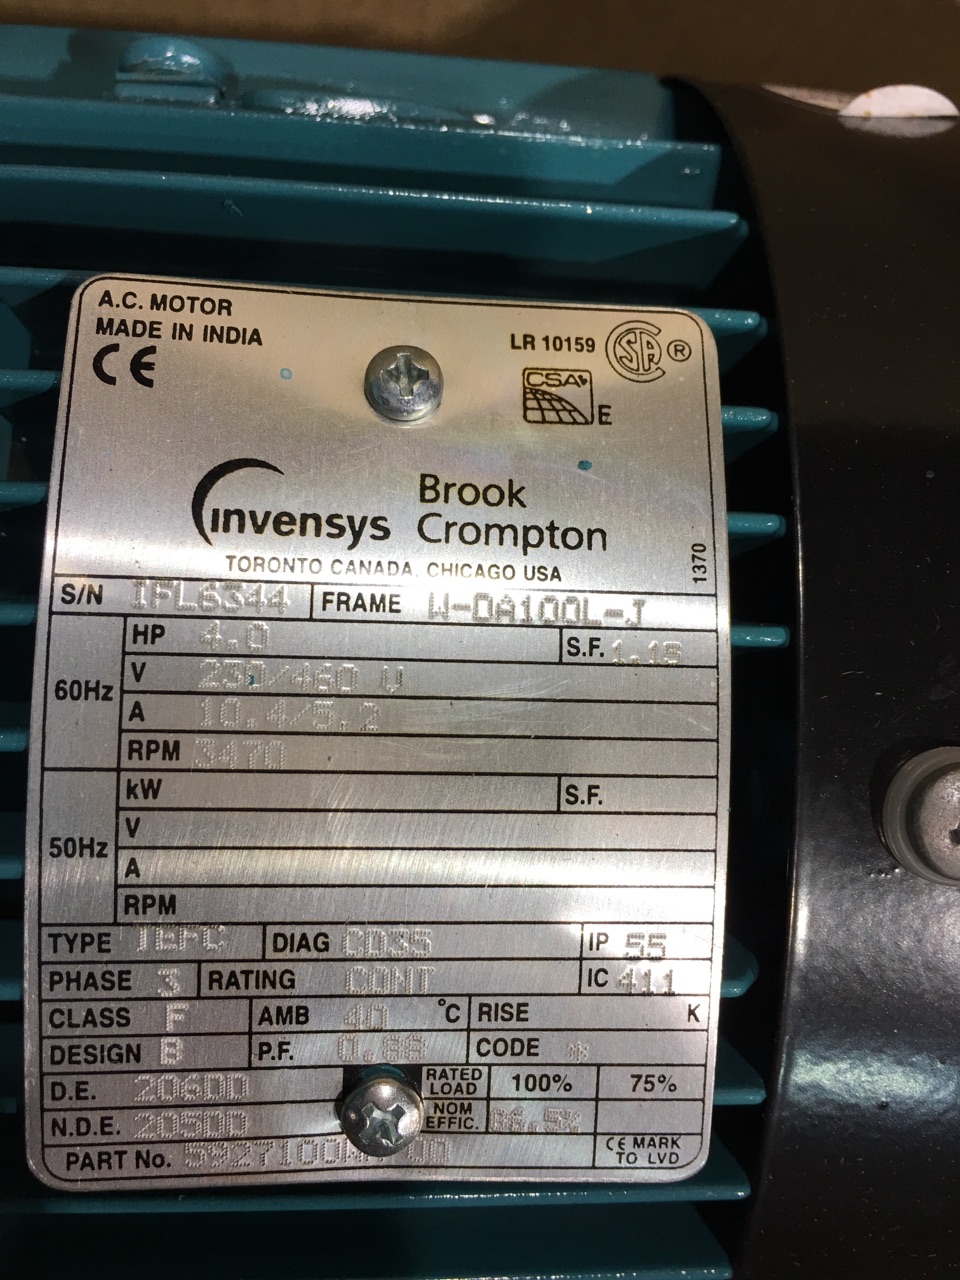 A.C. MOTOR
MADE IN INDIA
CE
LR 10159 SA ®
CSA
E
invensys Brook Crompton
TORONTO CANADA, CHICAGO USA
1370
S/N IFL6344 FRAME W-DA100L-J
60Hz
HP 4.0 S.F. 1.15
V 230/460 V
A 10.4/5.2
RPM 3470
50Hz
kW S.F.
V
A
RPM
TYPE TEFC DIAG CD35 IP 55
PHASE 3 RATING CONT IC 411
CLASS F AMB 40 °C RISE K
DESIGN B P.F. 0.88 CODE *
D.E. 206DD RATED LOAD 100% 75%
N.D.E. 205DD NOM EFFIC. 86.5%
PART No. CE MARK TO LVD